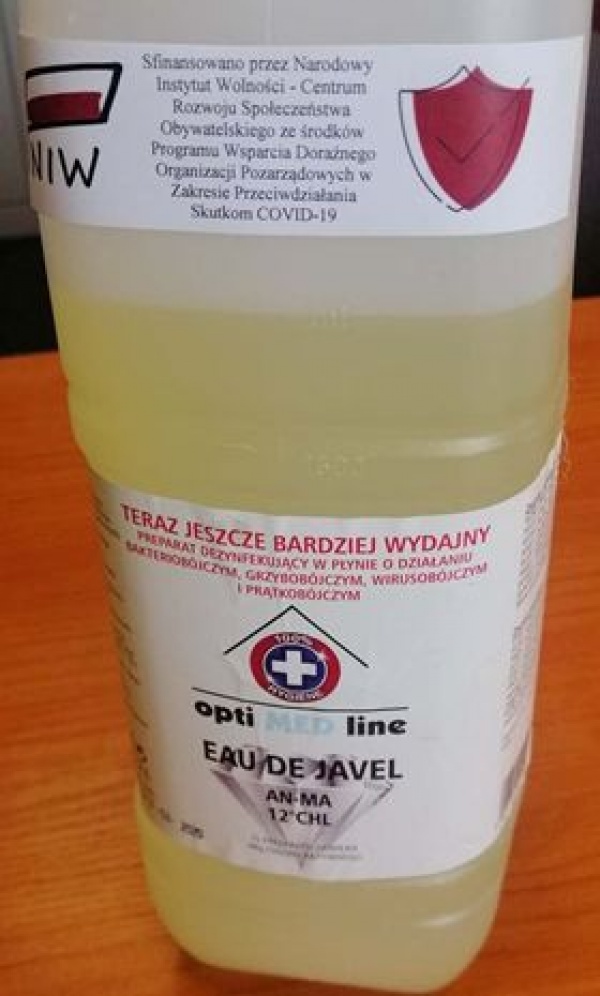 NIW
Sfinansowano przez Narodowy
Instytut Wolności - Centrum
Rozwoju Społeczeństwa
Obywatelskiego ze środków
Programu Wsparcia Doraźnego
Organizacji Pozarządowych w
Zakresie Przeciwdziałania
Skutkom COVID-19
TERAZ JESZCZE BARDZIEJ WYDAJNY
PREPARAT DEZYNFEKUJĄCY W PŁYNIE O DZIAŁANIU
BAKTERIOBÓJCZYM, GRZYBOBÓJCZYM, WIRUSOBÓJCZYM
I PRĄTKOBÓJCZYM
100%
HYGIENE
opti MED line
EAU DE JAVEL
AN-MA
12°CHL